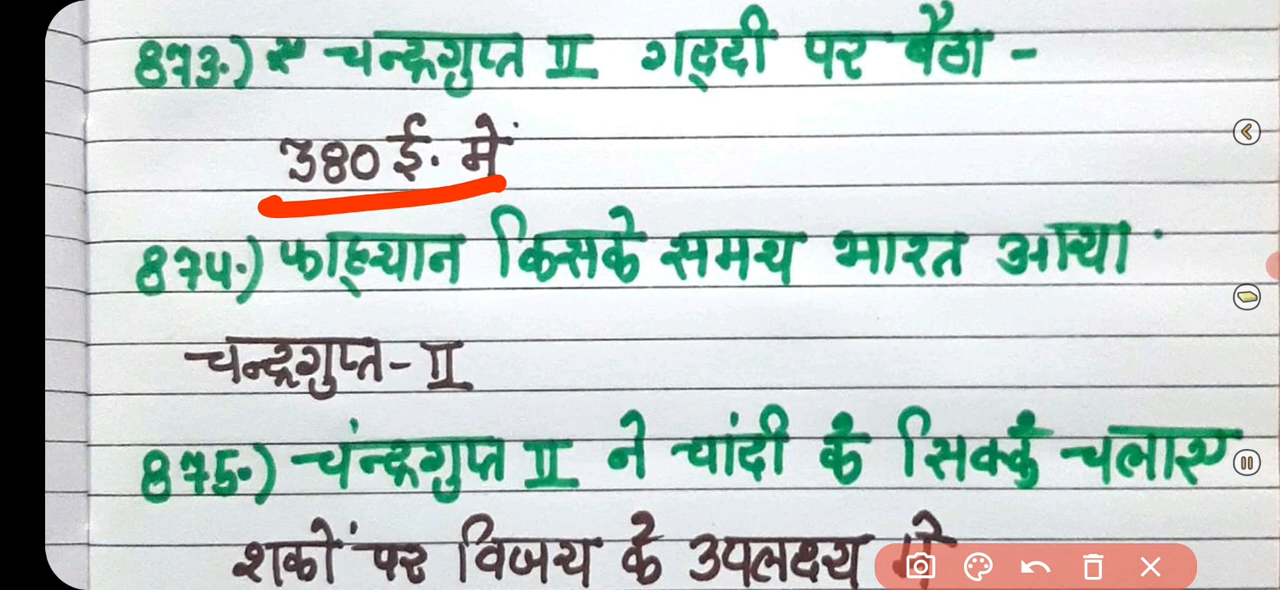 873.) चन्द्रगुप्त II गद्दी पर बैठा -
380 ई. में
874.) फाह्यान किसके समय भारत आया
चन्द्रगुप्त - II
875.) चंन्द्रगुप्त II ने चांदी के सिक्के चलाए
शकों पर विजय के उपलक्ष्य में